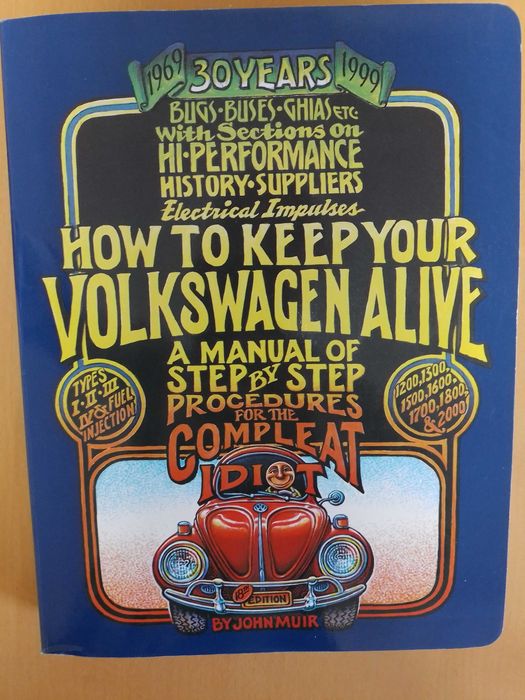 1969 30 YEARS 1999
BUGS·BUSES·GHIAS ETC·
With Sections on
HI·PERFORMANCE
HISTORY·SUPPLIERS
Electrical Impulses
HOW TO KEEP YOUR
VOLKSWAGEN ALIVE
A MANUAL OF
STEP BY STEP
PROCEDURES
FOR THE
COMPLEAT
IDIOT
TYPES
I·II·III
IV & FUEL
INJECTION
1200,1300,
1500,1600,
1700,1800,
& 2000
VW
18th
EDITION
BY JOHN MUIR